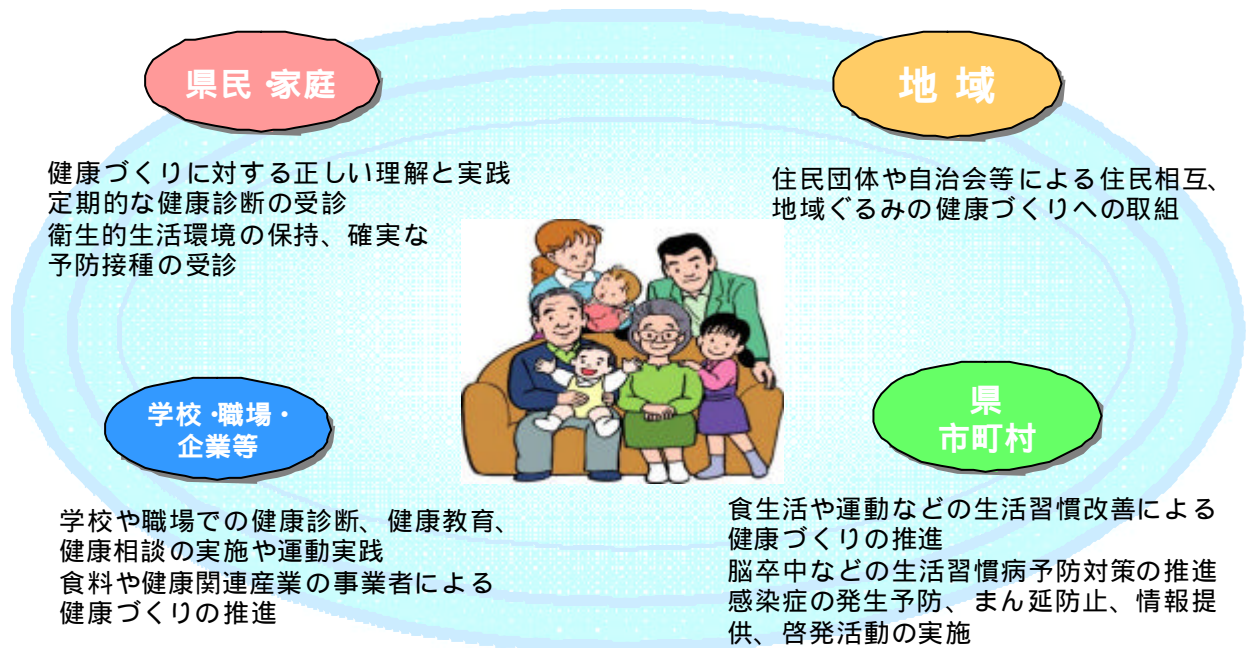 県民・家庭
健康づくりに対する正しい理解と実践
定期的な健康診断の受診
衛生的生活環境の保持、確実な
予防接種の受診
地域
住民団体や自治会等による住民相互、
地域ぐるみの健康づくりへの取組
学校・職場・
企業等
学校や職場での健康診断、健康教育、
健康相談の実施や運動実践
食料や健康関連産業の事業者による
健康づくりの推進
県
市町村
食生活や運動などの生活習慣改善による
健康づくりの推進
脳卒中などの生活習慣病予防対策の推進
感染症の発生予防、まん延防止、情報提
供、啓発活動の実施